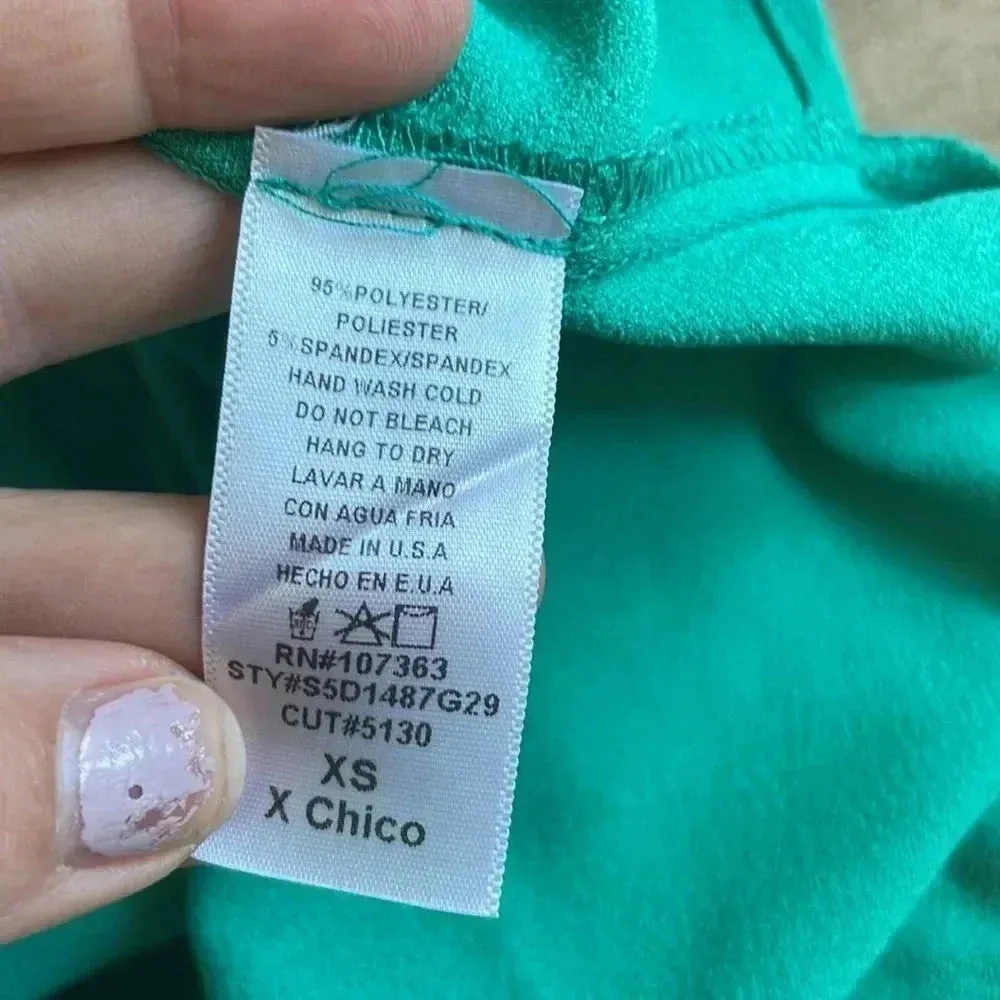 95%POLYESTER/
POLIESTER
5%SPANDEX/SPANDEX
HAND WASH COLD
DO NOT BLEACH
HANG TO DRY
LAVAR A MANO
CON AGUA FRIA
MADE IN U.S.A
HECHO EN E.U.A
RN#107363
STY#S5D1487G29
CUT#5130
XS
X Chico